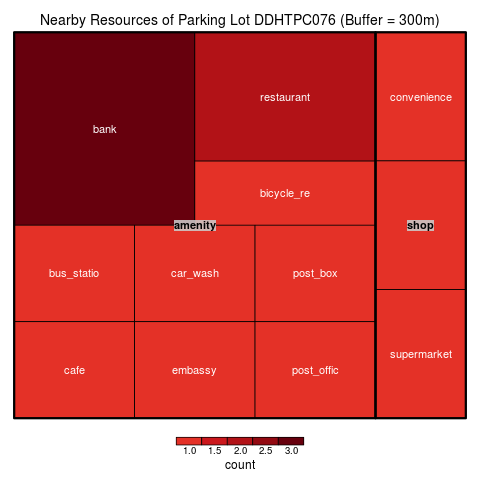 Nearby Resources of Parking Lot DDHTPC076 (Buffer = 300m)
bank
restaurant
convenience
bicycle_re
amenity
shop
bus_statio
car_wash
post_box
cafe
embassy
post_offic
supermarket
1.0 1.5 2.0 2.5 3.0
count